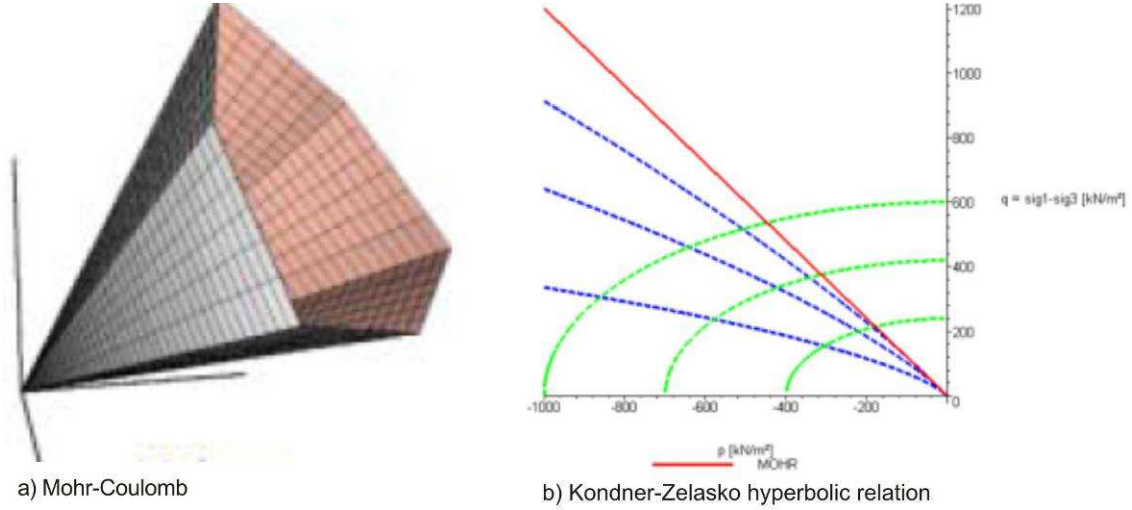 1200
1000
800
q = sig1-sig3 [kN/m²]
600
400
200
0
-1000 -800 -600 -400 -200
p [kN/m²]
MOHR
a) Mohr-Coulomb
b) Kondner-Zelasko hyperbolic relation